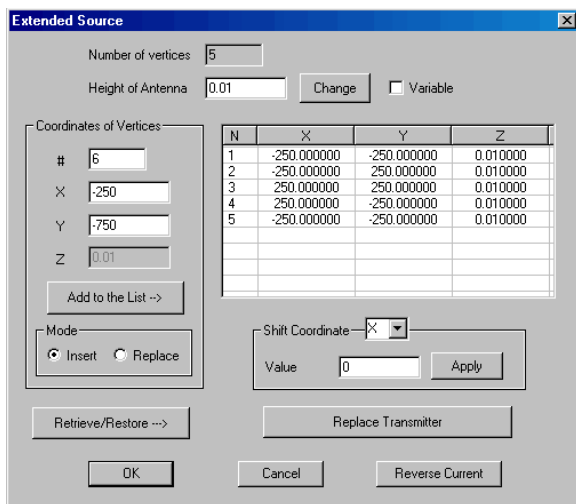 Extended Source
Number of vertices 5
Height of Antenna 0.01 Change Variable
Coordinates of Vertices
# 6
X -250
Y -750
Z 0.01
Add to the List -->
Mode
Insert Replace
N X Y Z
1 -250.000000 -250.000000 0.010000
2 -250.000000 250.000000 0.010000
3 250.000000 250.000000 0.010000
4 250.000000 -250.000000 0.010000
5 -250.000000 -250.000000 0.010000
Shift Coordinate X
Value 0 Apply
Retrieve/Restore ---> Replace Transmitter
OK Cancel Reverse Current